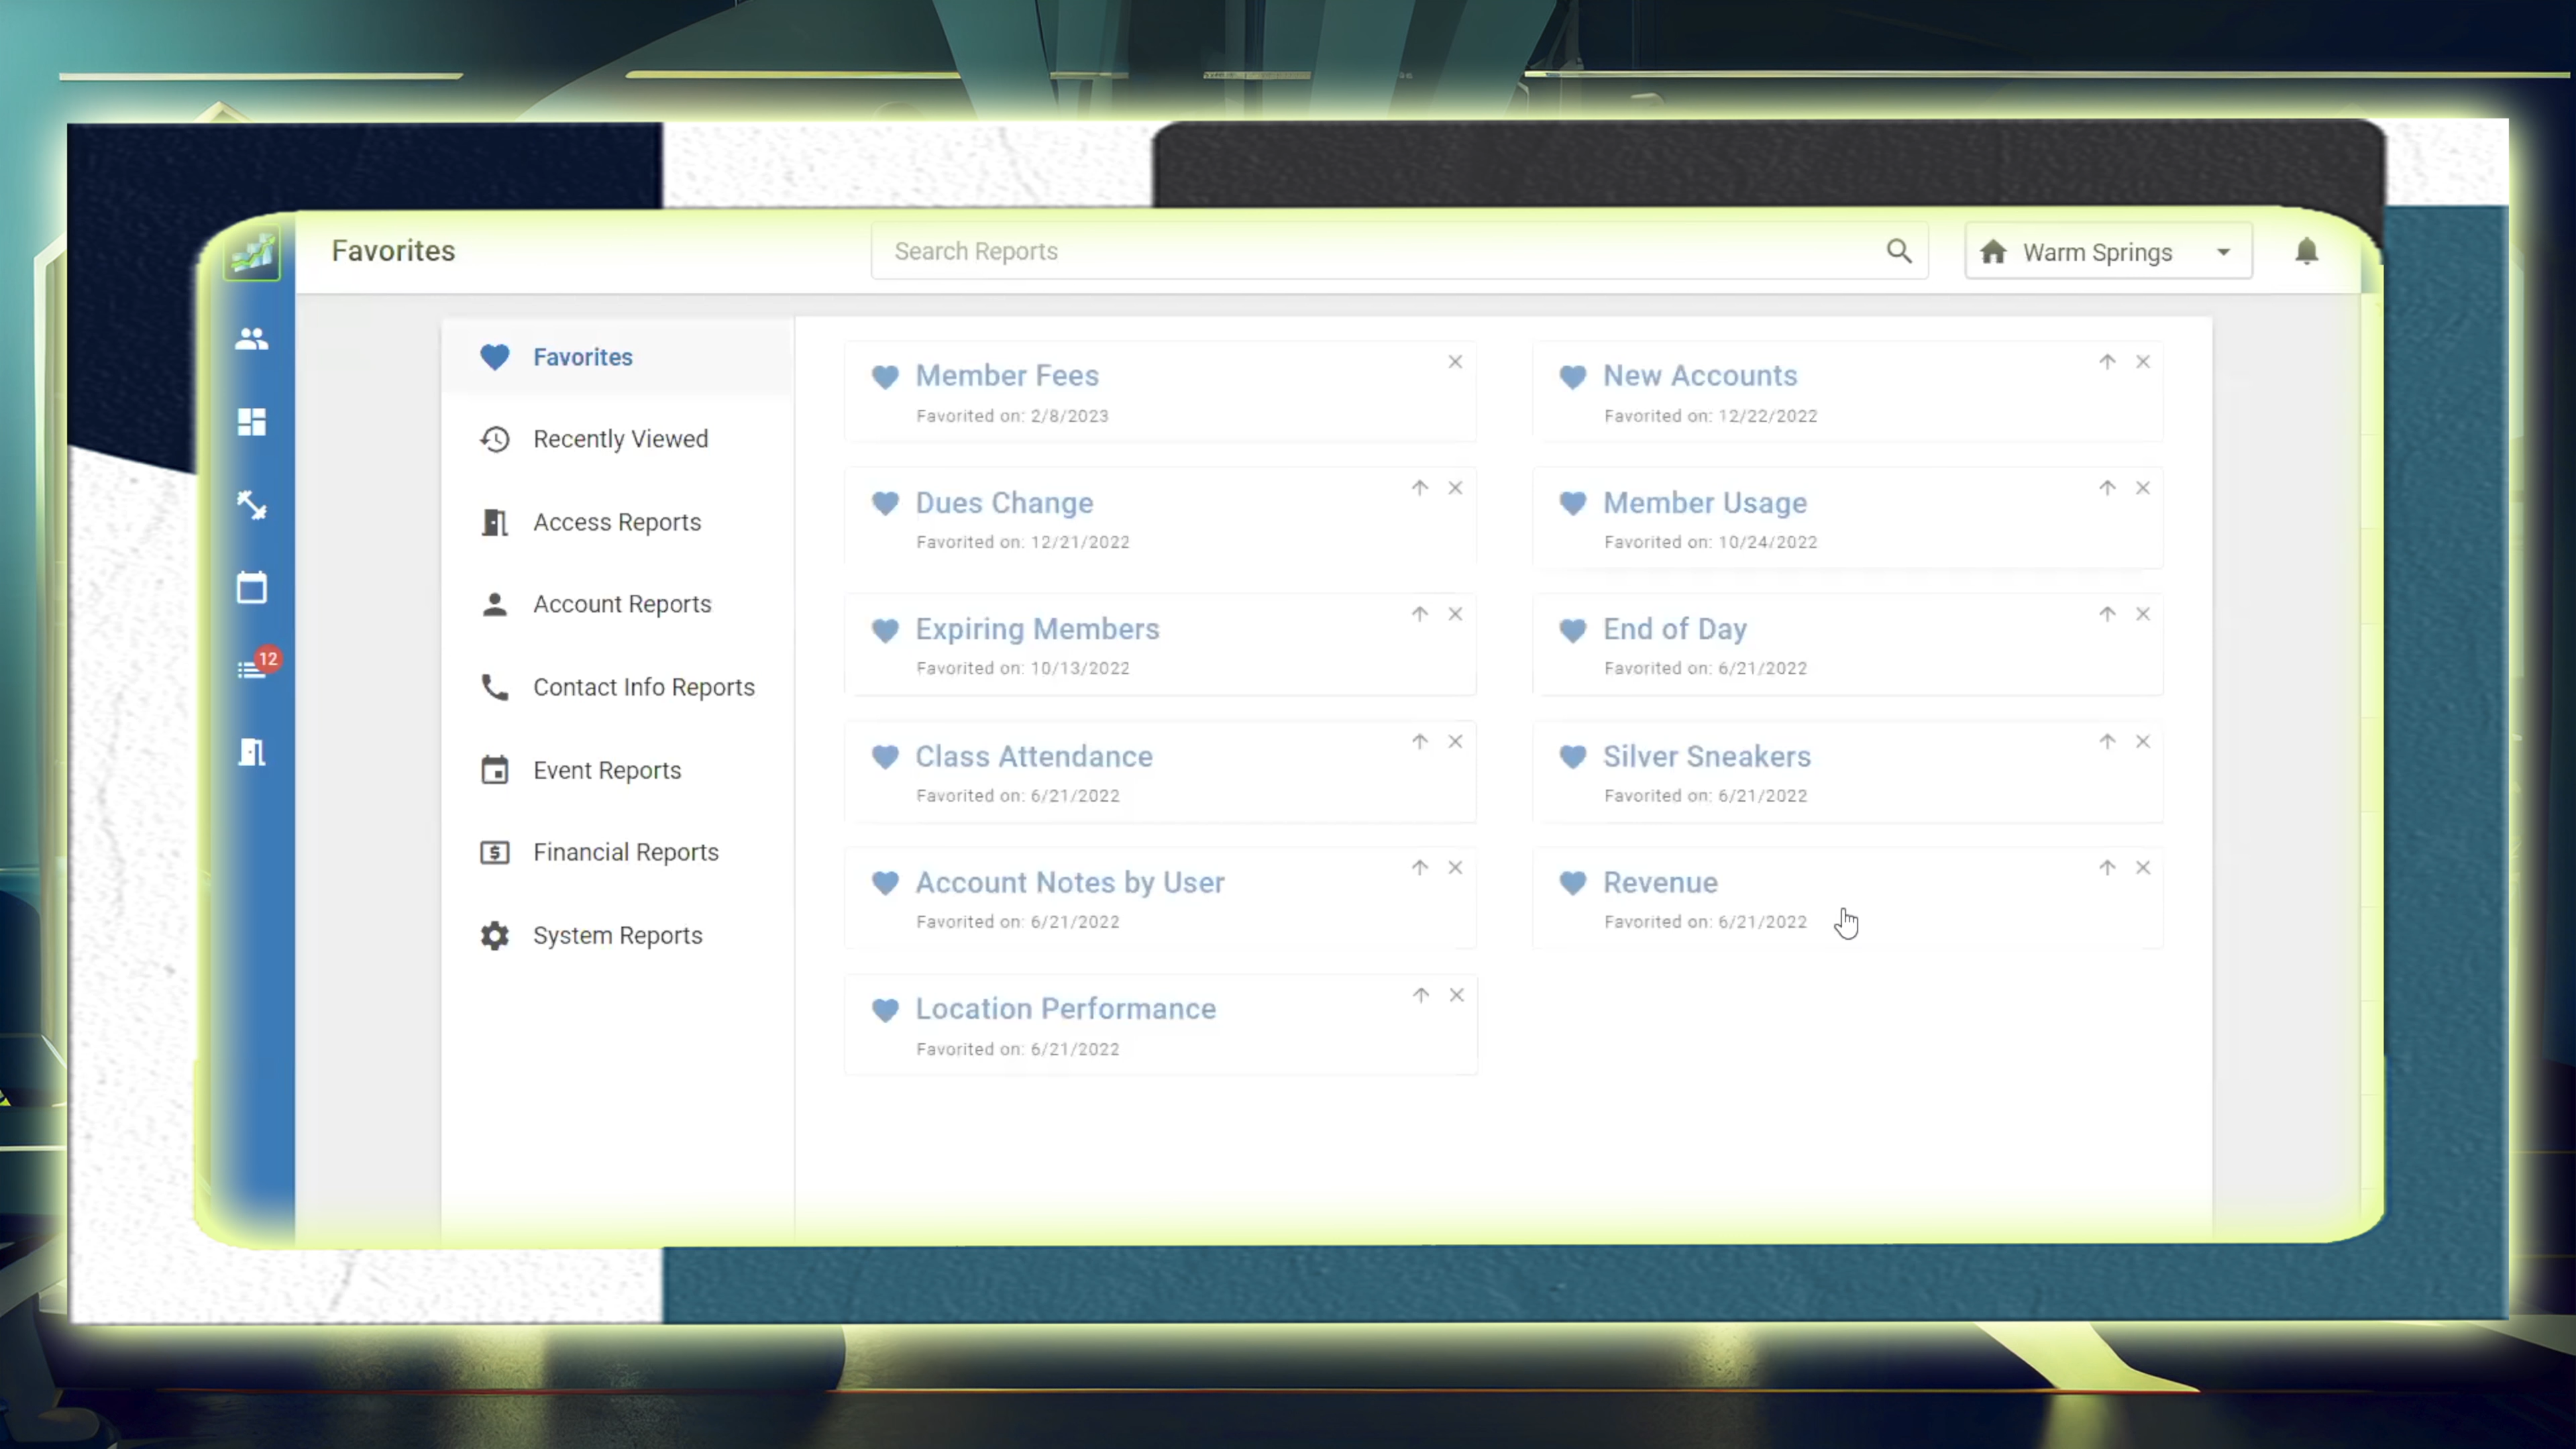 Favorites
Search Reports
Warm Springs
12
Favorites
Recently Viewed
Access Reports
Account Reports
Contact Info Reports
Event Reports
Financial Reports
System Reports
Member Fees
Favorited on: 2/8/2023
New Accounts
Favorited on: 12/22/2022
Dues Change
Favorited on: 12/21/2022
Member Usage
Favorited on: 10/24/2022
Expiring Members
Favorited on: 10/13/2022
End of Day
Favorited on: 6/21/2022
Class Attendance
Favorited on: 6/21/2022
Silver Sneakers
Favorited on: 6/21/2022
Account Notes by User
Favorited on: 6/21/2022
Revenue
Favorited on: 6/21/2022
Location Performance
Favorited on: 6/21/2022